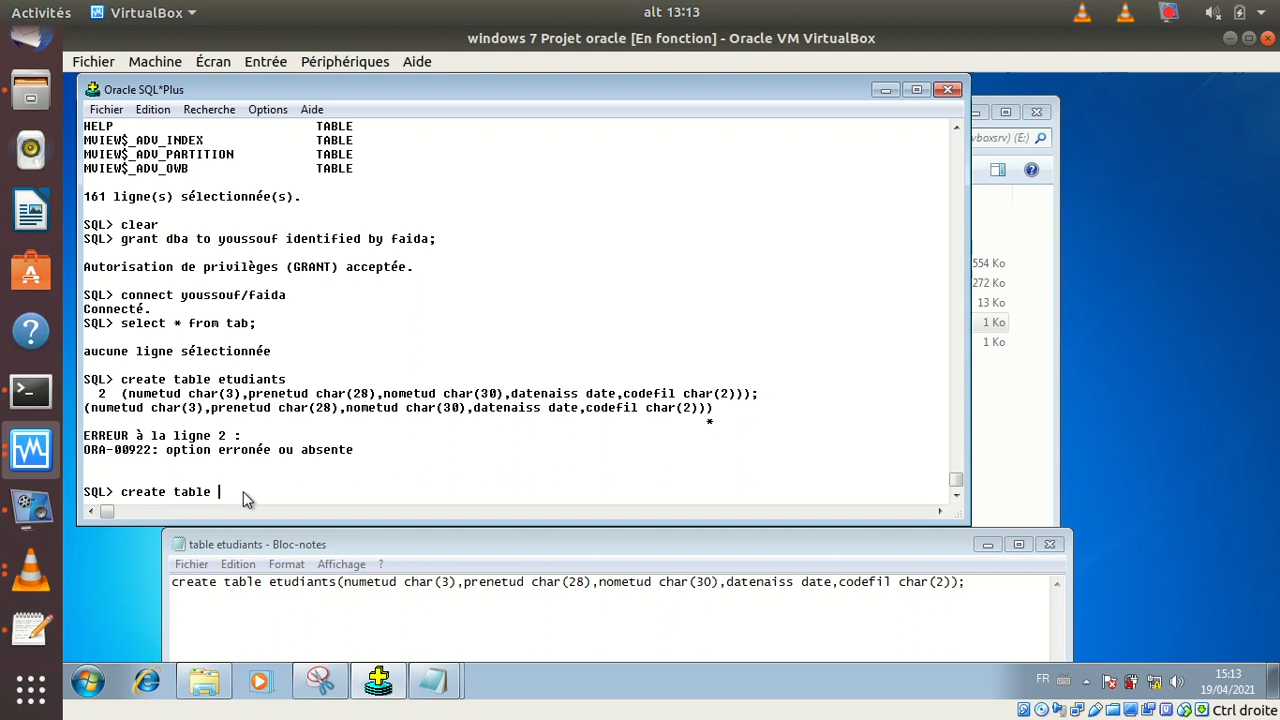 Activités VirtualBox alt 13:13
windows 7 Projet oracle [En fonction] - Oracle VM VirtualBox
Fichier Machine Écran Entrée Périphériques Aide
Oracle SQL*Plus
Fichier Edition Recherche Options Aide
HELP TABLE
MVIEW$_ADV_INDEX TABLE
MVIEW$_ADV_PARTITION TABLE
MVIEW$_ADV_OWB TABLE
161 ligne(s) sélectionnée(s).
SQL> clear
SQL> grant dba to youssouf identified by faida;
Autorisation de privilèges (GRANT) acceptée.
SQL> connect youssouf/faida
Connecté.
SQL> select * from tab;
aucune ligne sélectionnée
SQL> create table etudiants
2 (numetud char(3),prenetud char(28),nometud char(30),datenaiss date,codefil char(2)));
(numetud char(3),prenetud char(28),nometud char(30),datenaiss date,codefil char(2)))
*
ERREUR à la ligne 2 :
ORA-00922: option erronée ou absente
SQL> create table
vboxsrv) (E:)
554 Ko
272 Ko
13 Ko
1 Ko
1 Ko
table etudiants - Bloc-notes
Fichier Edition Format Affichage ?
create table etudiants(numetud char(3),prenetud char(28),nometud char(30),datenaiss date,codefil char(2));
FR
15:13
19/04/2021
Ctrl droite